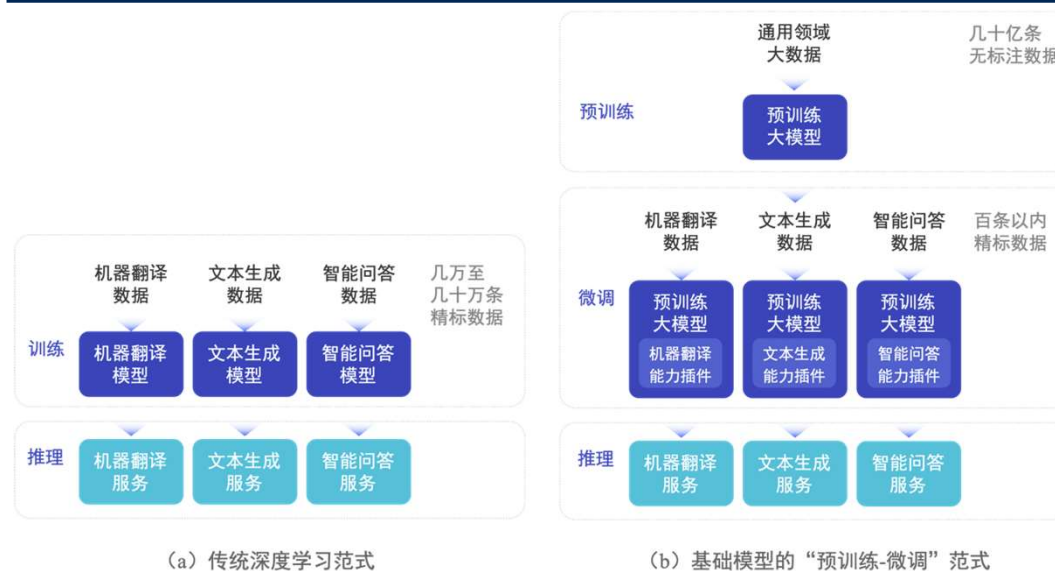 机器翻译
数据
文本生成
数据
智能问答
数据
几万至
几十万条
精标数据
训练
机器翻译
模型
文本生成
模型
智能问答
模型
推理
机器翻译
服务
文本生成
服务
智能问答
服务
(a)传统深度学习范式
通用领域
大数据
几十亿条
无标注数据
预训练
预训练
大模型
机器翻译
数据
文本生成
数据
智能问答
数据
百条以内
精标数据
微调
预训练
大模型
机器翻译
能力插件
预训练
大模型
文本生成
能力插件
预训练
大模型
智能问答
能力插件
推理
机器翻译
服务
文本生成
服务
智能问答
服务
(b)基础模型的“预训练-微调”范式